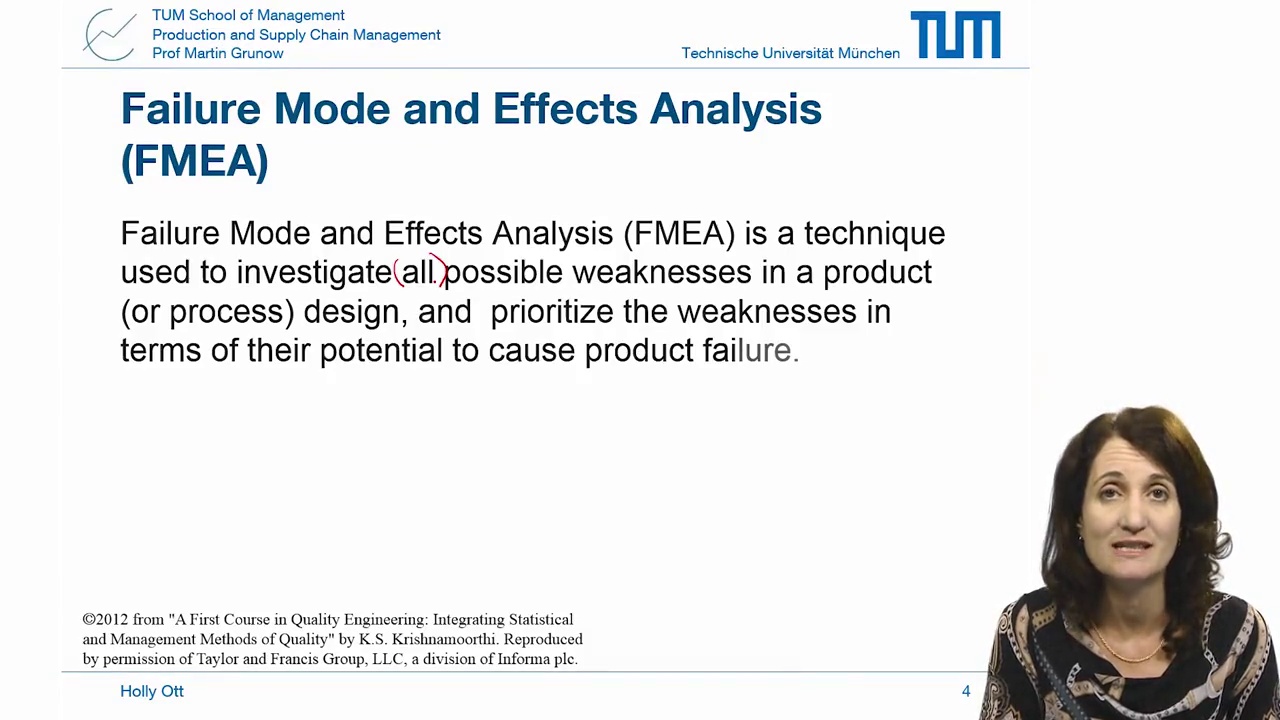 TUM School of Management
Production and Supply Chain Management
Prof Martin Grunow
Technische Universität München
TUM
Failure Mode and Effects Analysis
(FMEA)
Failure Mode and Effects Analysis (FMEA) is a technique
used to investigate (all.) possible weaknesses in a product
(or process) design, and  prioritize the weaknesses in
terms of their potential to cause product failure.
©2012 from "A First Course in Quality Engineering: Integrating Statistical
and Management Methods of Quality" by K.S. Krishnamoorthi. Reproduced
by permission of Taylor and Francis Group, LLC, a division of Informa plc.
Holly Ott
4